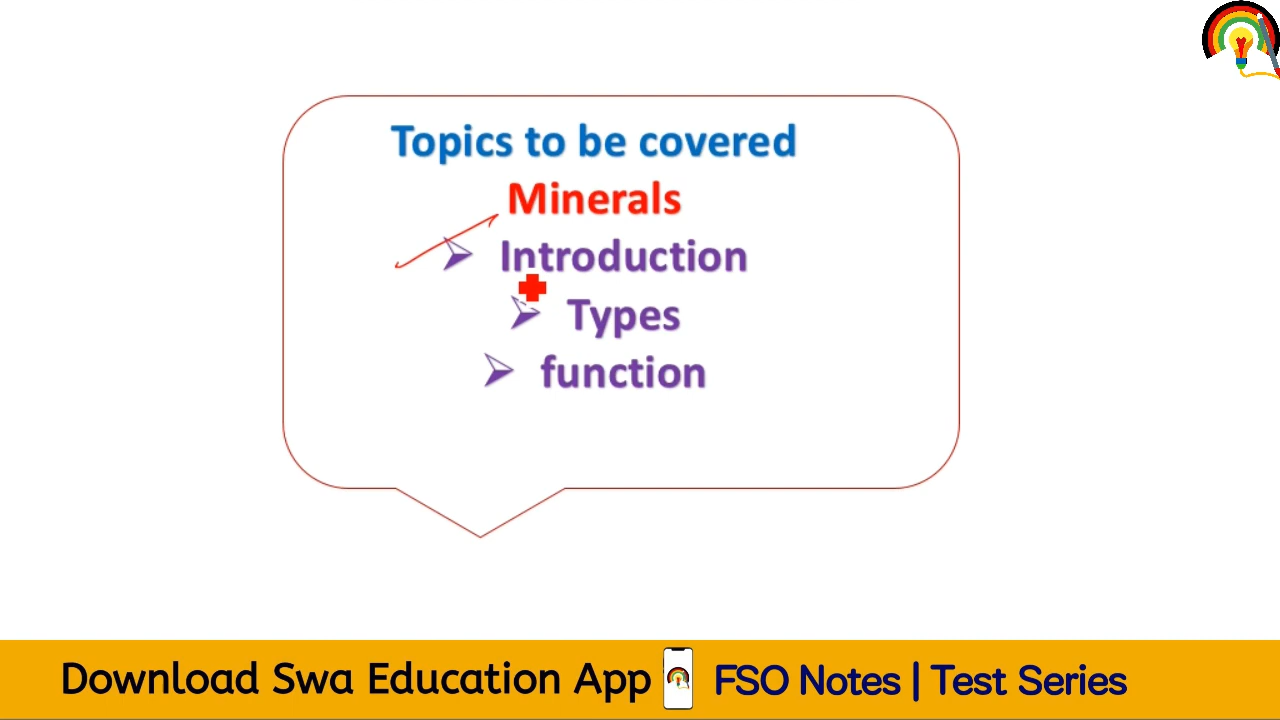 Topics to be covered
Minerals
Introduction
Types
function
Download Swa Education App FSO Notes | Test Series